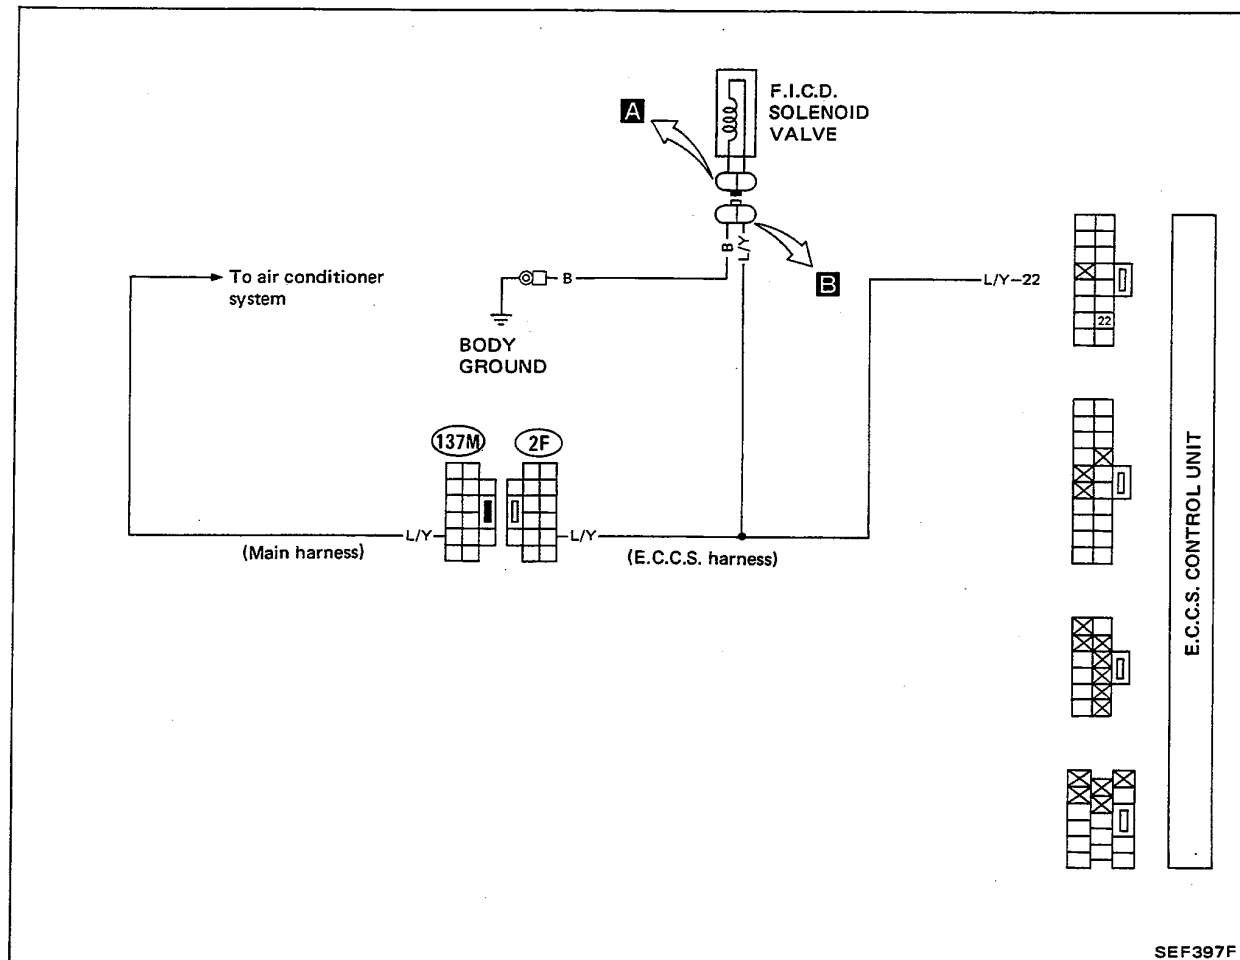 F.I.C.D.
SOLENOID
VALVE
A
B
L/Y
B
To air conditioner
system
B
L/Y-22
22
BODY
GROUND
137M
2F
L/Y
L/Y
(Main harness)
(E.C.C.S. harness)
E.C.C.S. CONTROL UNIT
SEF397F